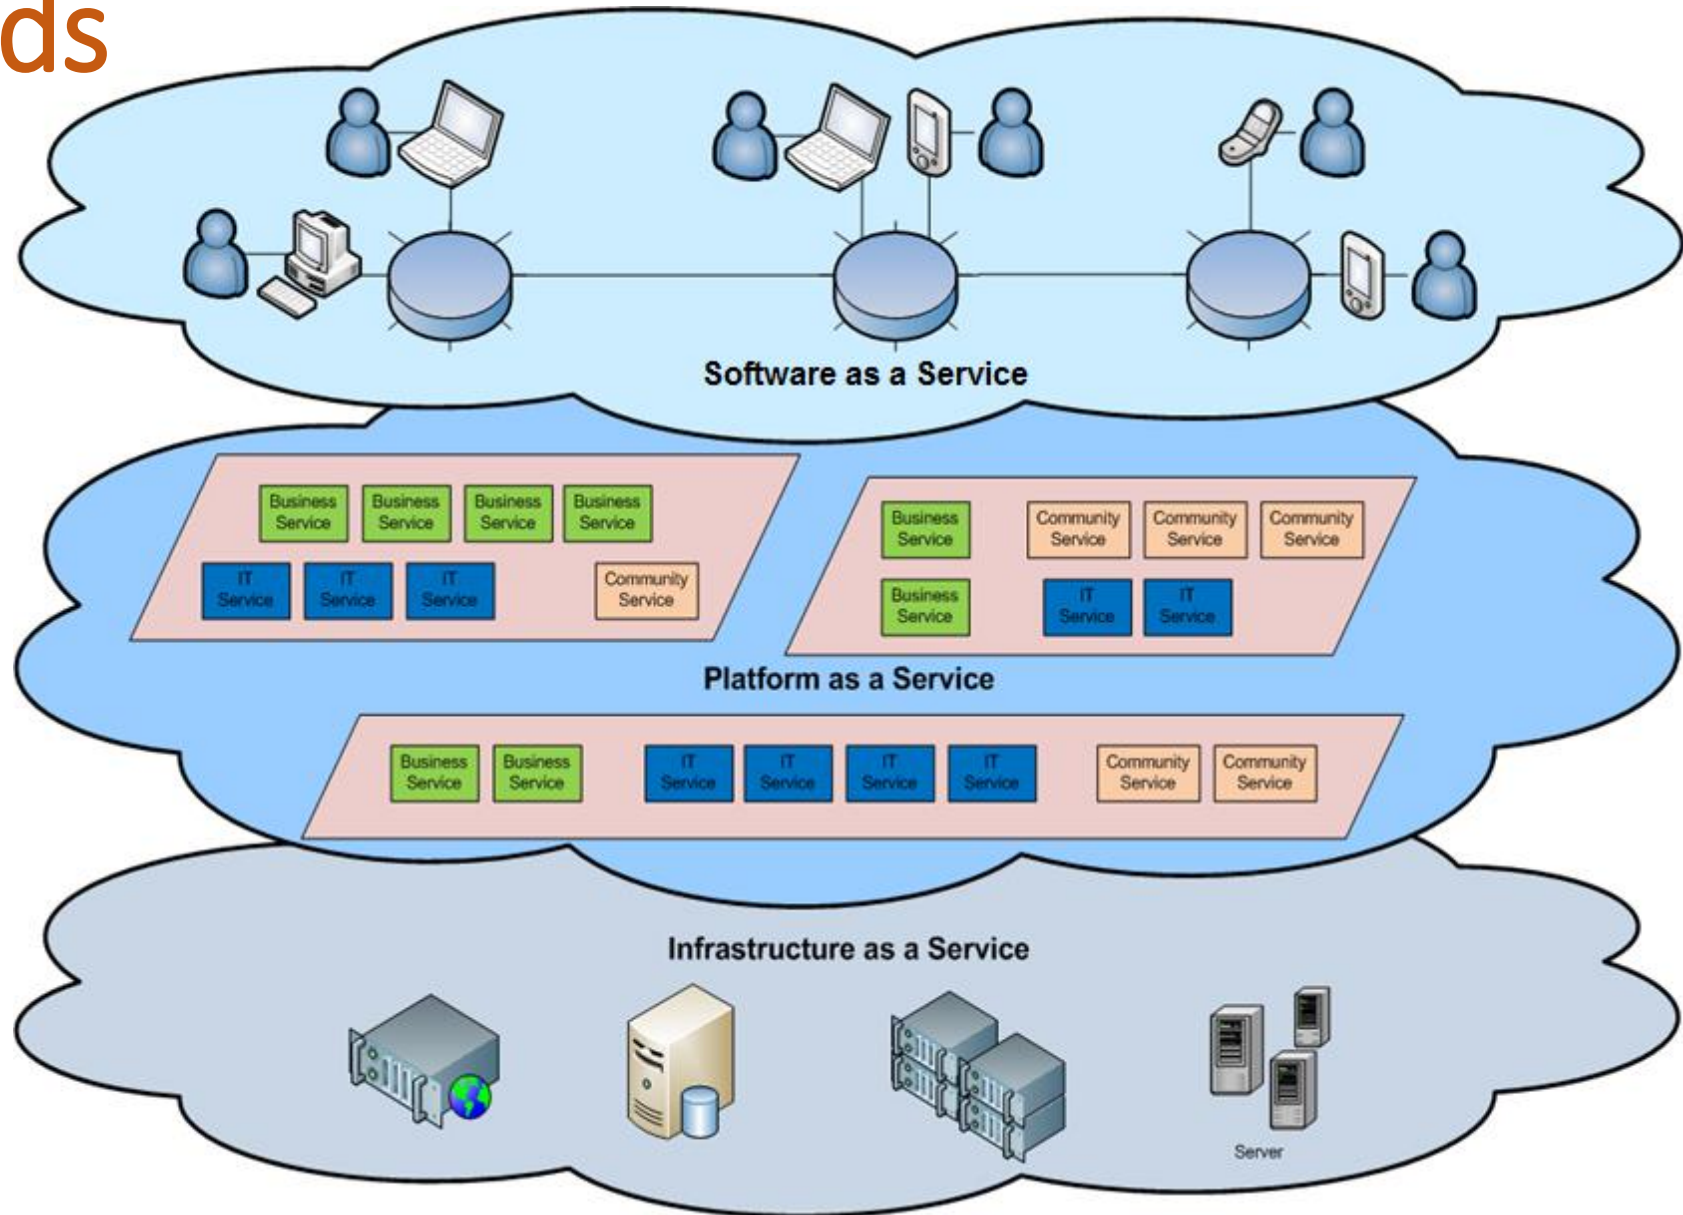 ds
Software as a Service
Business
Service
Business
Service
Business
Service
Business
Service
IT
Service
IT
Service
IT
Service
Community
Service
Business
Service
Community
Service
Community
Service
Community
Service
Business
Service
IT
Service
IT
Service
Platform as a Service
Business
Service
Business
Service
IT
Service
IT
Service
IT
Service
IT
Service
Community
Service
Community
Service
Infrastructure as a Service
Server